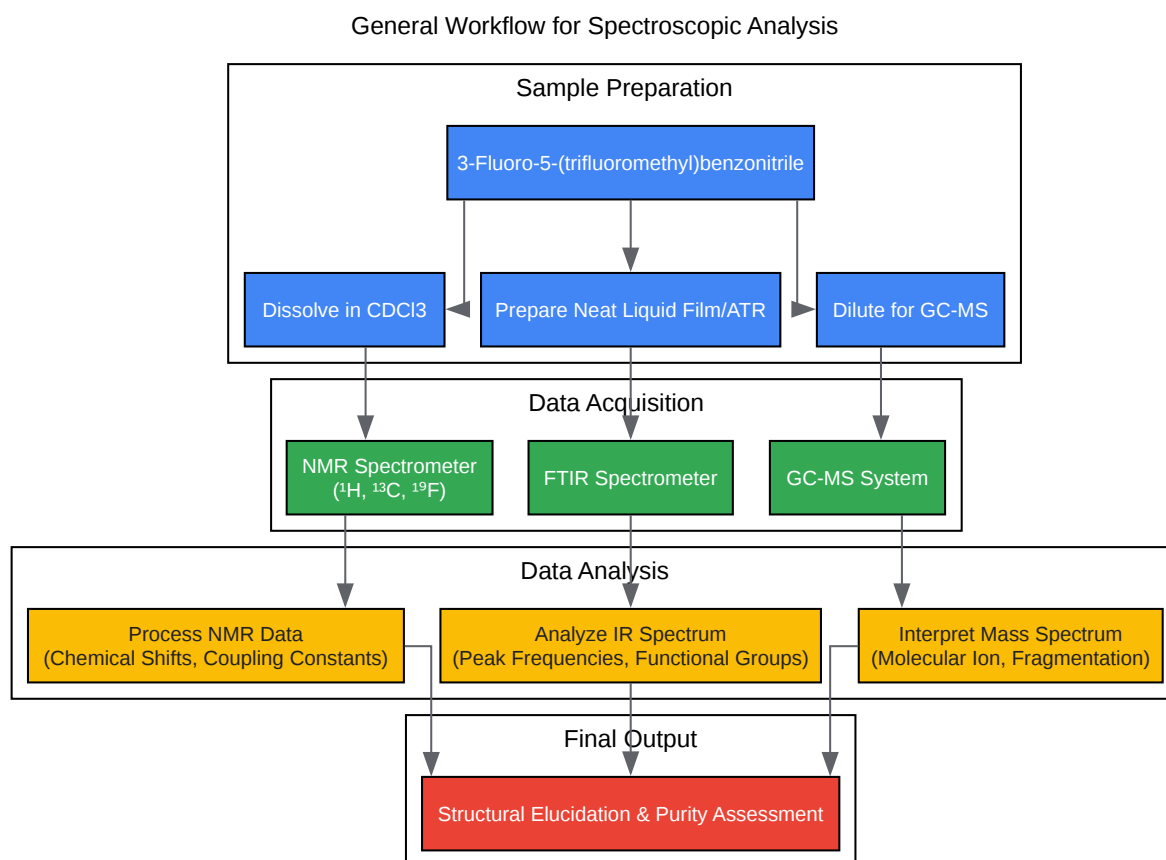 General Workflow for Spectroscopic Analysis
Sample Preparation
3-Fluoro-5-(trifluoromethyl)benzonitrile
Dissolve in CDCl3
Prepare Neat Liquid Film/ATR
Dilute for GC-MS
Data Acquisition
NMR Spectrometer
(¹H, ¹³C, ¹⁹F)
FTIR Spectrometer
GC-MS System
Data Analysis
Process NMR Data
(Chemical Shifts, Coupling Constants)
Analyze IR Spectrum
(Peak Frequencies, Functional Groups)
Interpret Mass Spectrum
(Molecular Ion, Fragmentation)
Final Output
Structural Elucidation & Purity Assessment